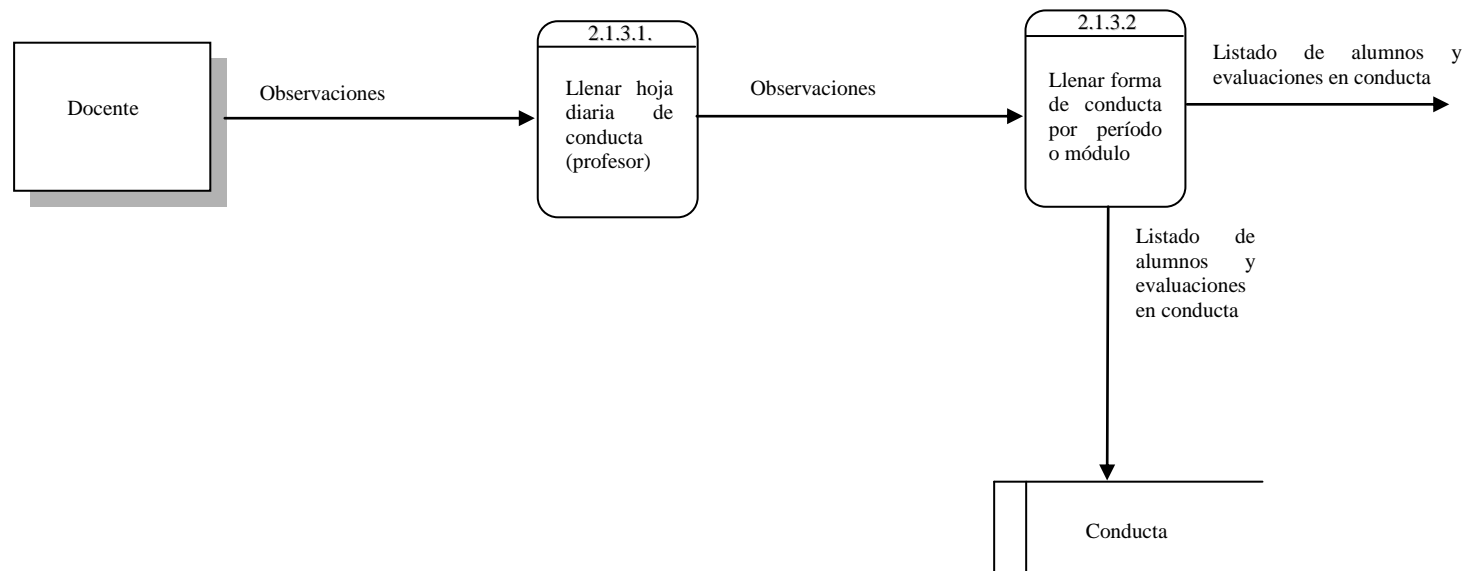 Docente
Observaciones
2.1.3.1.
Llenar hoja
diaria de
conducta
(profesor)
Observaciones
2.1.3.2
Llenar forma
de conducta
por período
o módulo
Listado de alumnos y
evaluaciones en conducta
Listado de
alumnos y
evaluaciones
en conducta
Conducta